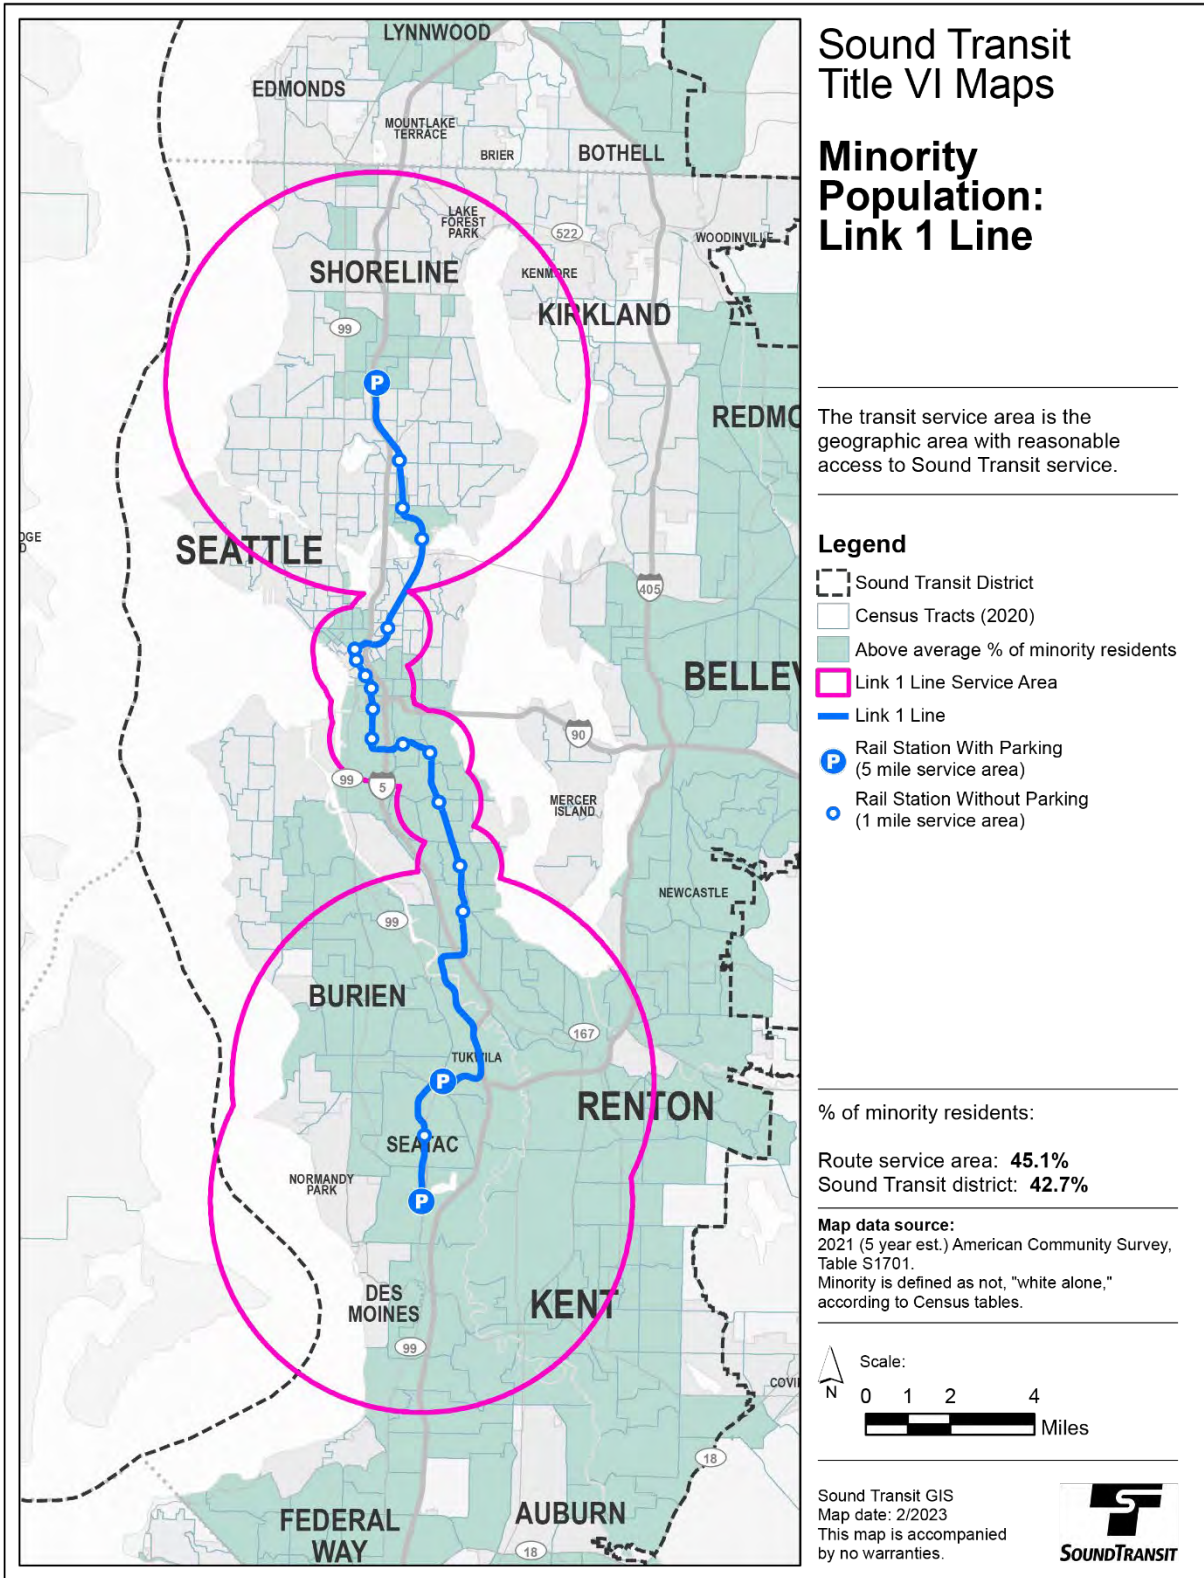 LYNNWOOD
EDMONDS
MOUNTLAKE
TERRACE
BRIER
BOTHELL
LAKE
FOREST
PARK
522
WOODINVILLE
SHORELINE
KENMORE
99
KIRKLAND
P
REDMO
SEATTLE
DGE
D
405
BELLEV
90
99
5
MERCER
ISLAND
NEWCASTLE
99
BURIEN
167
TUKWILA
P
RENTON
SEATAC
NORMANDY
PARK
P
DES
MOINES
KENT
99
COVI
18
FEDERAL
WAY
AUBURN
18
Sound Transit
Title VI Maps
Minority
Population:
Link 1 Line
The transit service area is the
geographic area with reasonable
access to Sound Transit service.
Legend
Sound Transit District
Census Tracts (2020)
Above average % of minority residents
Link 1 Line Service Area
Link 1 Line
P
Rail Station With Parking
(5 mile service area)
Rail Station Without Parking
(1 mile service area)
% of minority residents:
Route service area: 45.1%
Sound Transit district: 42.7%
Map data source:
2021 (5 year est.) American Community Survey,
Table S1701.
Minority is defined as not, "white alone,"
according to Census tables.
N
Scale:
0 1 2 4
Miles
Sound Transit GIS
Map date: 2/2023
This map is accompanied
by no warranties.
ST
SOUNDTRANSIT